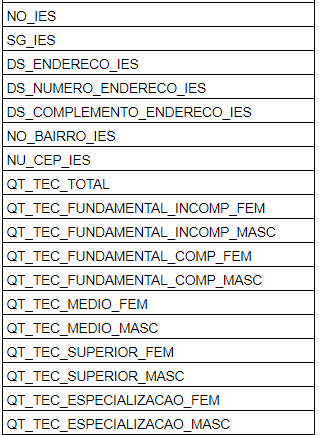 NO_IES
SG_IES
DS_ENDERECO_IES
DS_NUMERO_ENDERECO_IES
DS_COMPLEMENTO_ENDERECO_IES
NO_BAIRRO_IES
NU_CEP_IES
QT_TEC_TOTAL
QT_TEC_FUNDAMENTAL_INCOMP_FEM
QT_TEC_FUNDAMENTAL_INCOMP_MASC
QT_TEC_FUNDAMENTAL_COMP_FEM
QT_TEC_FUNDAMENTAL_COMP_MASC
QT_TEC_MEDIO_FEM
QT_TEC_MEDIO_MASC
QT_TEC_SUPERIOR_FEM
QT_TEC_SUPERIOR_MASC
QT_TEC_ESPECIALIZACAO_FEM
QT_TEC_ESPECIALIZACAO_MASC